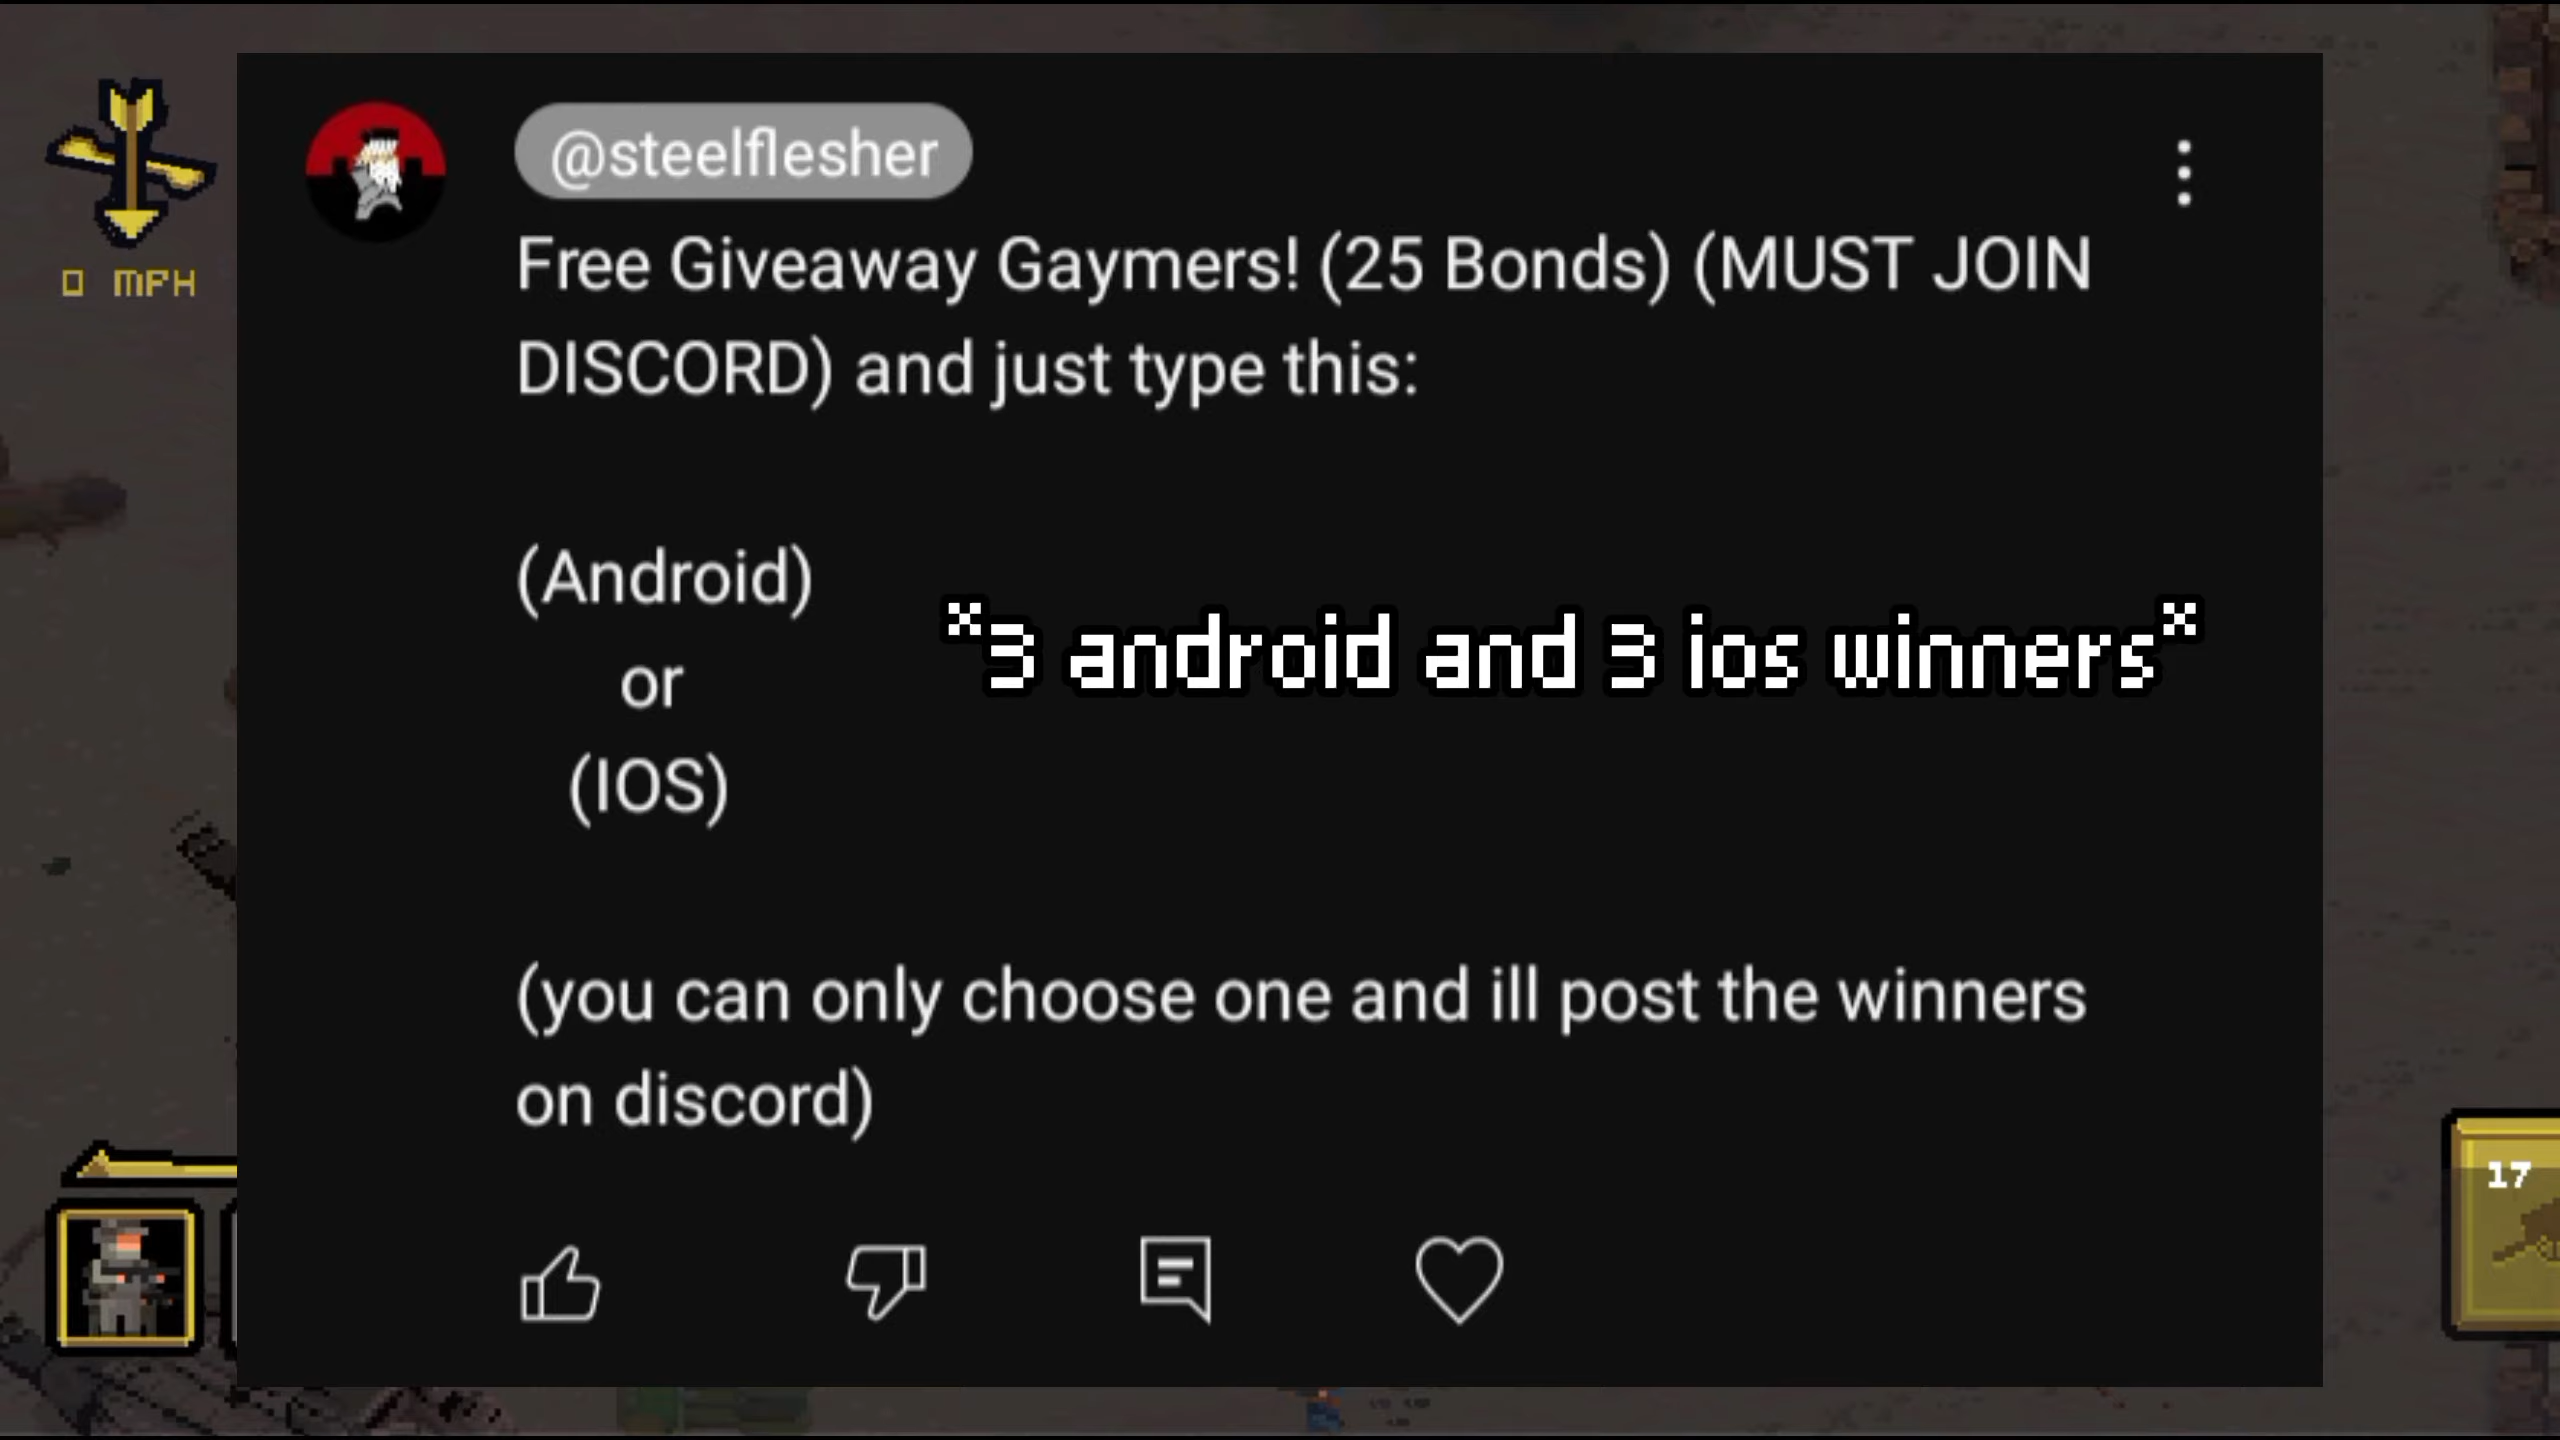 @steelflesher
0 MPH
Free Giveaway Gaymers! (25 Bonds) (MUST JOIN
DISCORD) and just type this:
(Android)
*3 android and 3 ios winners*
or
(IOS)
(you can only choose one and ill post the winners
on discord)
17